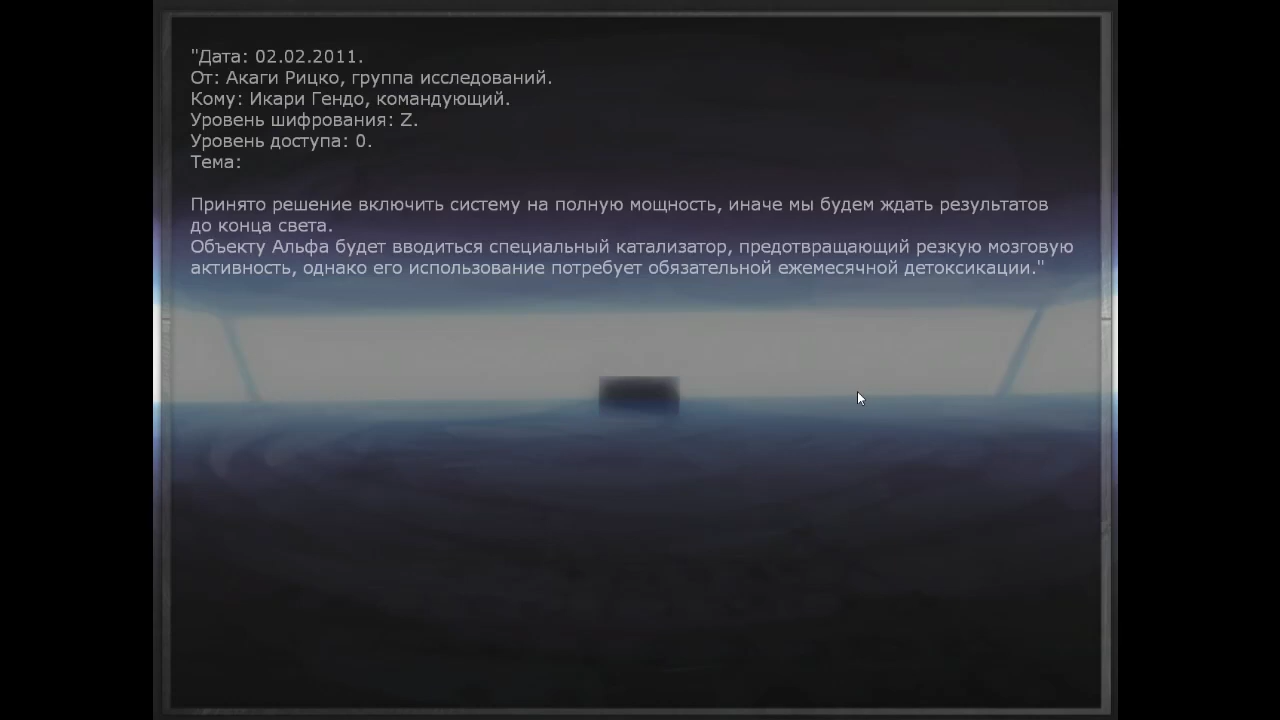 "Дата: 02.02.2011.
От: Акаги Рицко, группа исследований.
Кому: Икари Гендо, командующий.
Уровень шифрования: Z.
Уровень доступа: 0.
Тема:
Принято решение включить систему на полную мощность, иначе мы будем ждать результатов
до конца света.
Объекту Альфа будет вводиться специальный катализатор, предотвращающий резкую мозговую
активность, однако его использование потребует обязательной ежемесячной детоксикации."